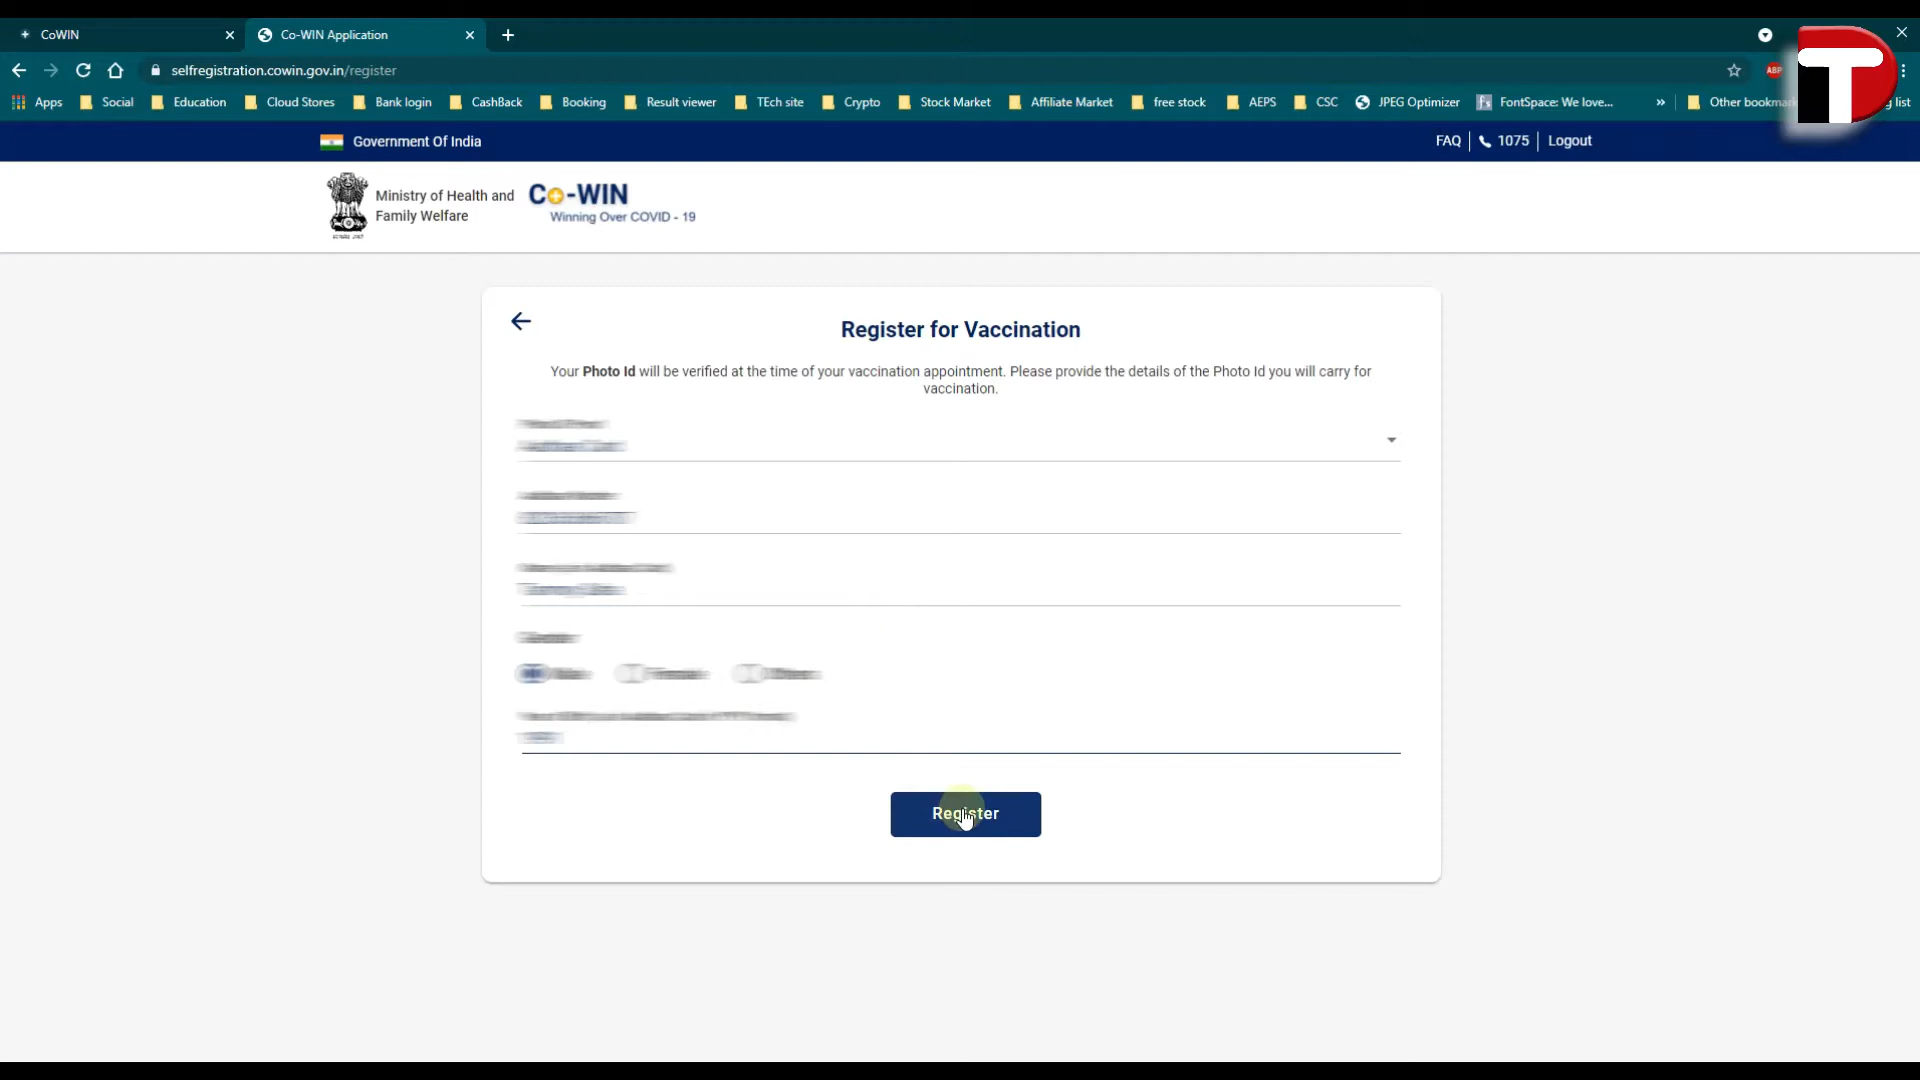 CoWIN
Co-WIN Application
selfregistration.cowin.gov.in/register
ABP
Apps
Social
Education
Cloud Stores
Bank login
CashBack
Booking
Result viewer
TEch site
Crypto
Stock Market
Affiliate Market
free stock
AEPS
CSC
JPEG Optimizer
FontSpace: We love...
»
Other bookmark
list
T
Government Of India
FAQ
1075
Logout
Ministry of Health and
Family Welfare
Co-WIN
Winning Over COVID - 19
Register for Vaccination
Your Photo Id will be verified at the time of your vaccination appointment. Please provide the details of the Photo Id you will carry for
vaccination.
Register